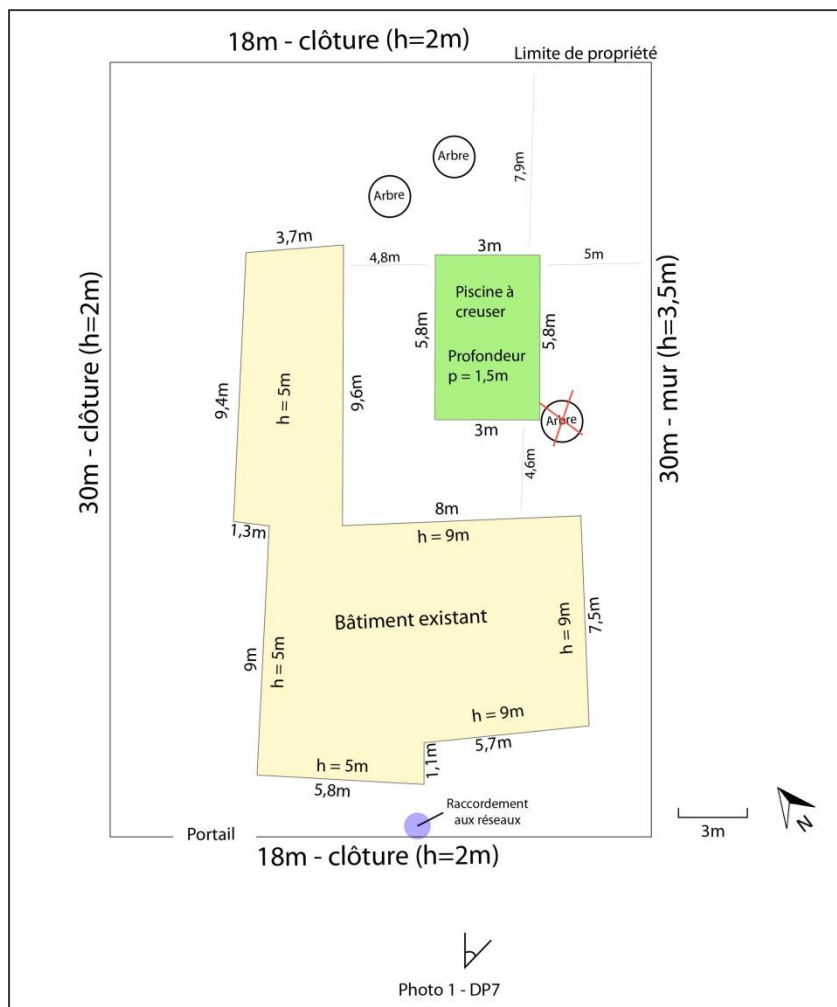 18m - clôture (h=2m)
Limite de propriété
Arbre
Arbre
7,9m
3,7m
4,8m
3m
5m
30m - clôture (h=2m)
9,4m
h = 5m
9,6m
5,8m
Piscine à
creuser
Profondeur
p = 1,5m
5,8m
30m - mur (h=3,5m)
3m
Arbre
4,6m
1,3m
8m
h = 9m
9m
h = 5m
Bâtiment existant
h = 9m
7,5m
h = 9m
5,7m
1,1m
h = 5m
5,8m
Raccordement
aux réseaux
Portail
18m - clôture (h=2m)
3m
N
Photo 1 - DP7